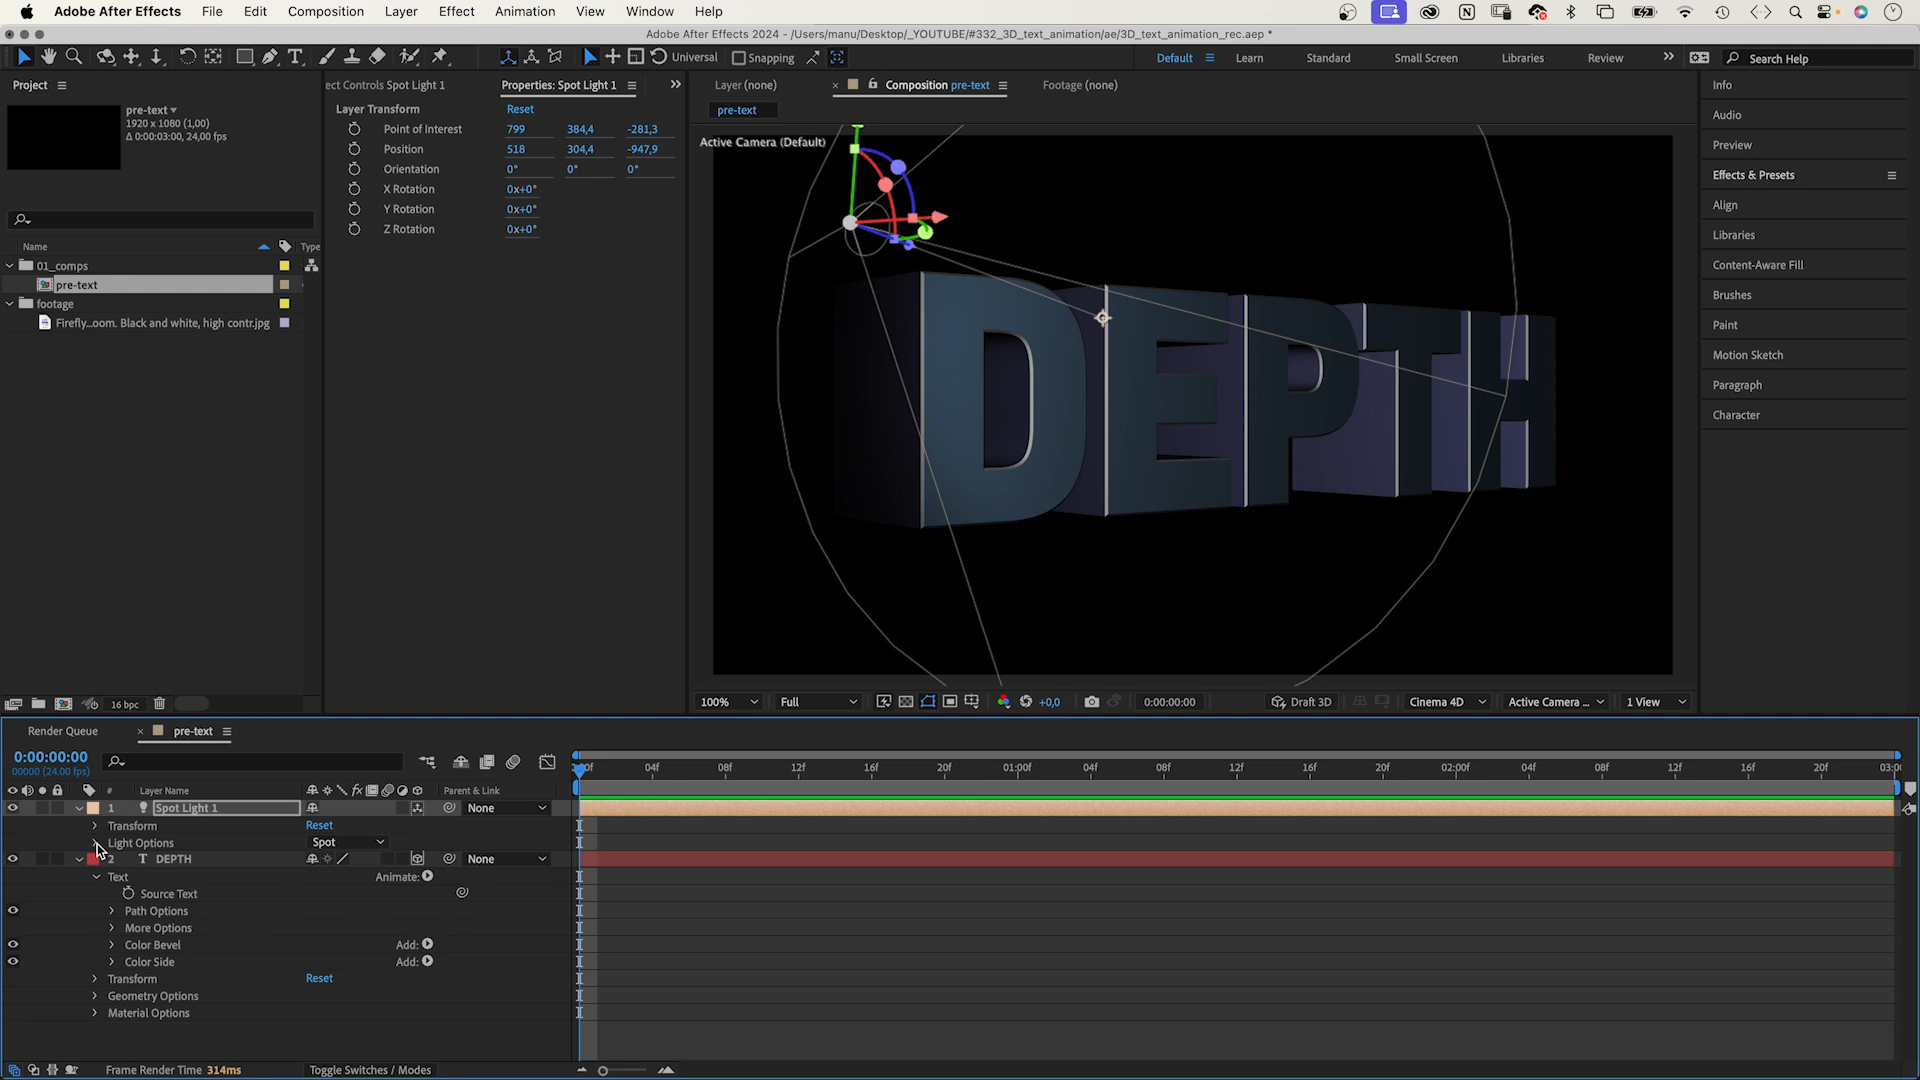 Adobe After Effects File Edit Composition Layer Effect Animation View Window Help
Adobe After Effects 2024 - /Users/manu/Desktop/_YOUTUBE/#332_3D_text_animation/ae/3D_text_animation_rec.aep *
Universal Snapping Default Learn Standard Small Screen Libraries Review Search Help
Project
pre-text
1920 x 1080 (1,00)
Δ 0:00:03:00, 24,00 fps
Name Type
01_comps
pre-text
footage
Firefly...oom. Black and white, high contr.jpg
16 bpc
ect Controls Spot Light 1 Properties: Spot Light 1
Layer Transform Reset
Point of Interest 799 384,4 -281,3
Position 518 304,4 -947,9
Orientation 0° 0° 0°
X Rotation 0x+0°
Y Rotation 0x+0°
Z Rotation 0x+0°
Layer (none) Composition pre-text Footage (none)
pre-text
Active Camera (Default)
DEPTH
100% Full +0,0 0:00:00:00 Draft 3D Cinema 4D Active Camera ... 1 View
Info
Audio
Preview
Effects & Presets
Align
Libraries
Content-Aware Fill
Brushes
Paint
Motion Sketch
Paragraph
Character
Render Queue pre-text
0:00:00:00
00000 (24.00 fps)
04f 08f 12f 16f 20f 01:00f 04f 08f 12f 16f 20f 02:00f 04f 08f 12f 16f 20f
# Layer Name Parent & Link
1 Spot Light 1 None
Transform Reset
Light Options Spot
2 T DEPTH None
Text Animate:
Source Text
Path Options
More Options
Color Bevel Add:
Color Side Add:
Transform Reset
Geometry Options
Material Options
Frame Render Time 314ms Toggle Switches / Modes